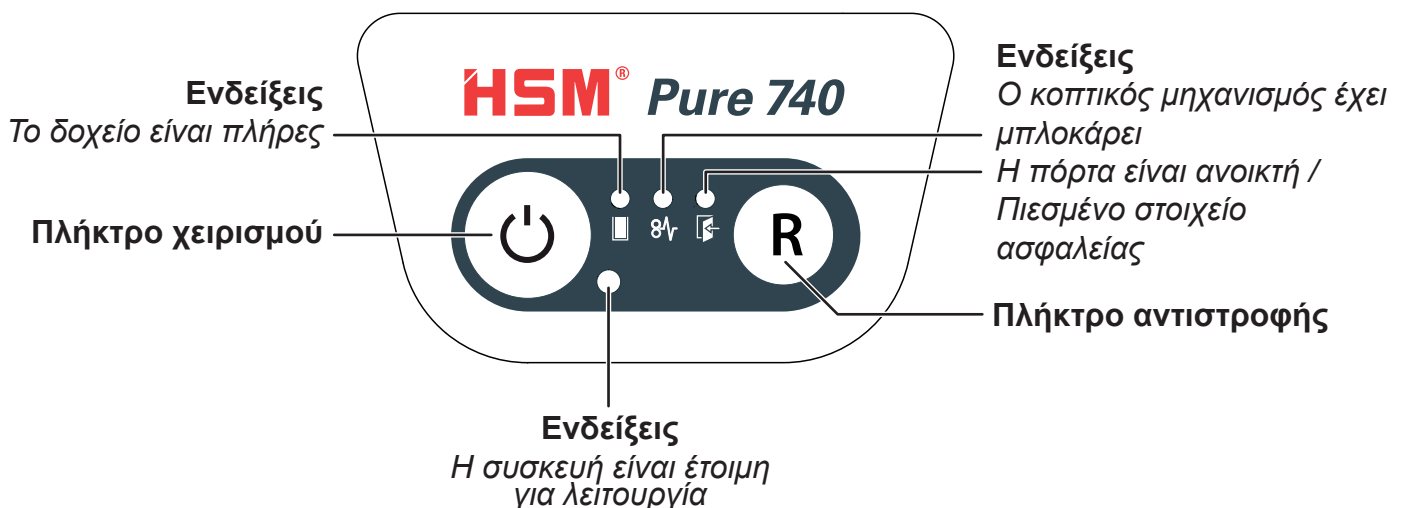 HSM® Pure 740
Ενδείξεις
Το δοχείο είναι πλήρες
Πλήκτρο χειρισμού
Ενδείξεις
Ο κοπτικός μηχανισμός έχει
μπλοκάρει
Η πόρτα είναι ανοικτή /
Πιεσμένο στοιχείο
ασφαλείας
R
Πλήκτρο αντιστροφής
Ενδείξεις
Η συσκευή είναι έτοιμη
για λειτουργία